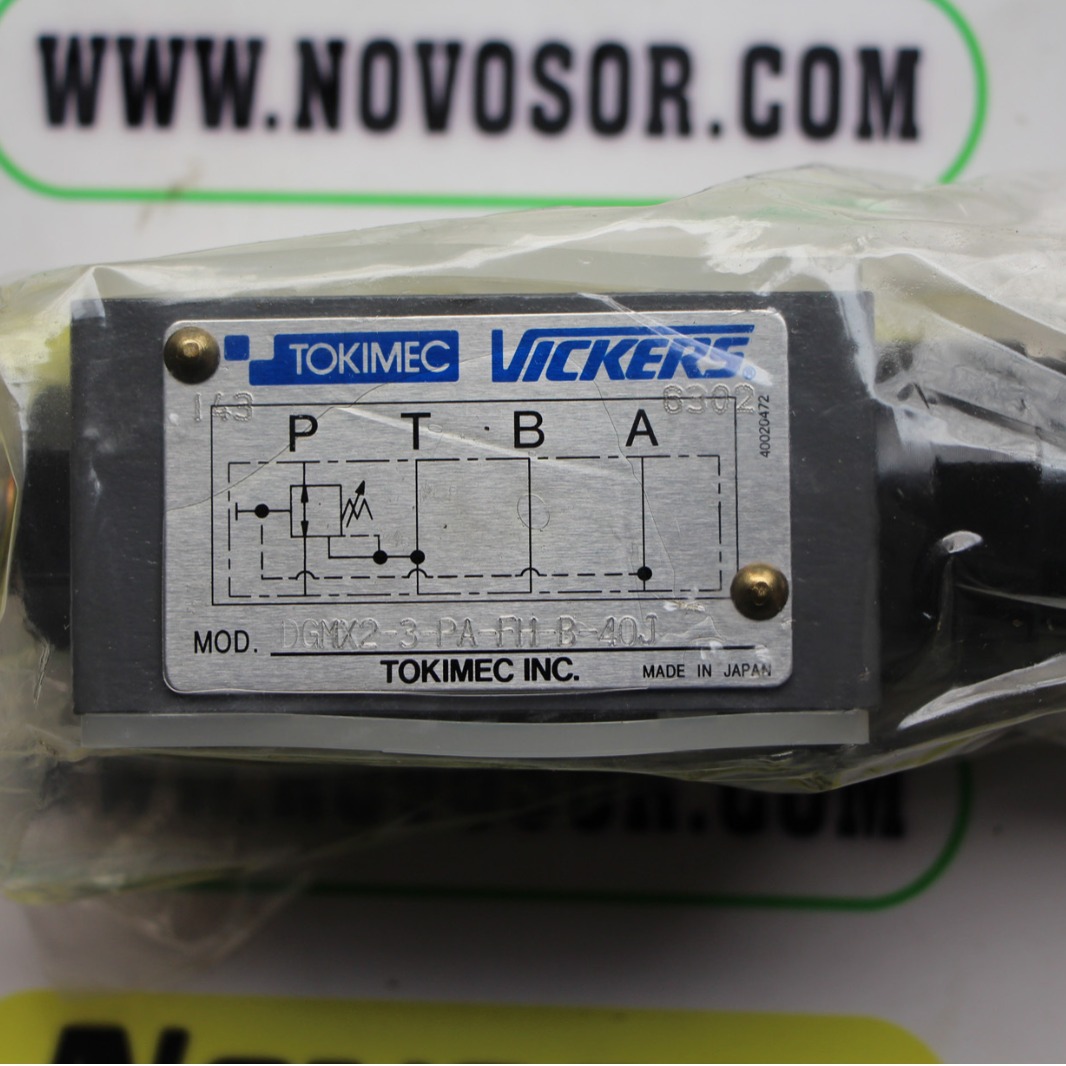 WWW.NOVOSOR.COM
TOKIMEC VICKERS®
143 6302
P T B A
40020472
MOD. DGMX2-3-PA-FH-B-40J
TOKIMEC INC. MADE IN JAPAN